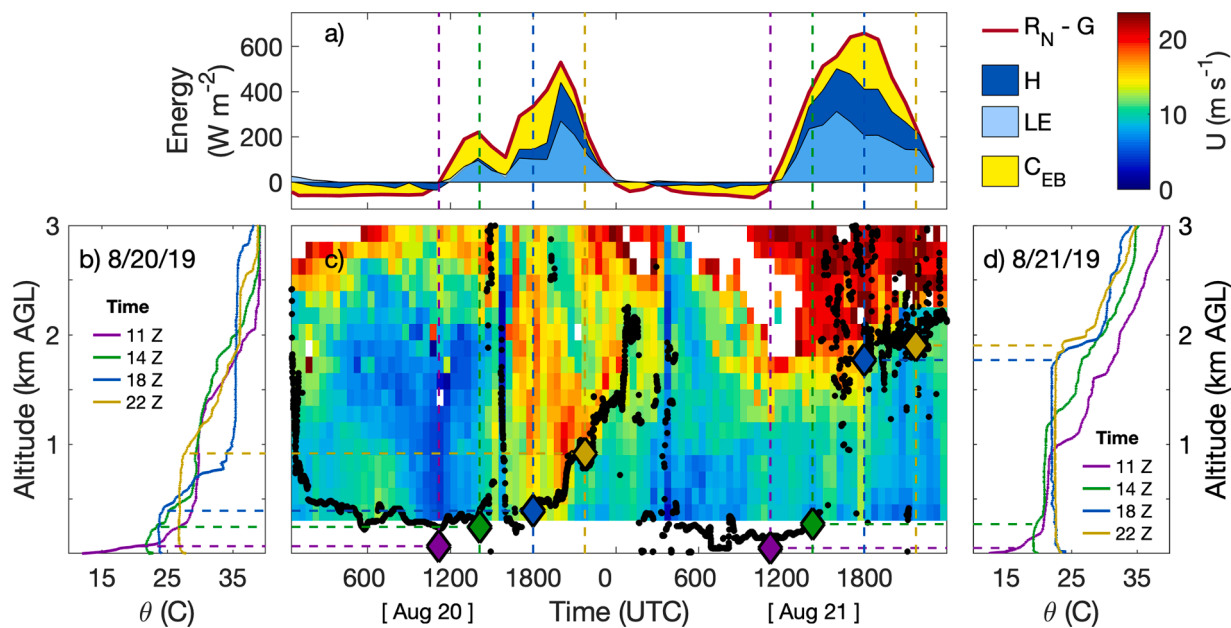 a)
Energy
(W m⁻²)
600
400
200
0
R_N - G
H
LE
C_EB
20
10
0
U (m s⁻¹)
b) 8/20/19
Time
11 Z
14 Z
18 Z
22 Z
3
2
1
Altitude (km AGL)
15 25 35
θ (C)
c)
600 1200 1800 0 600 1200 1800
[ Aug 20 ] Time (UTC) [ Aug 21 ]
d) 8/21/19
Time
11 Z
14 Z
18 Z
22 Z
3
2
1
Altitude (km AGL)
15 25 35
θ (C)